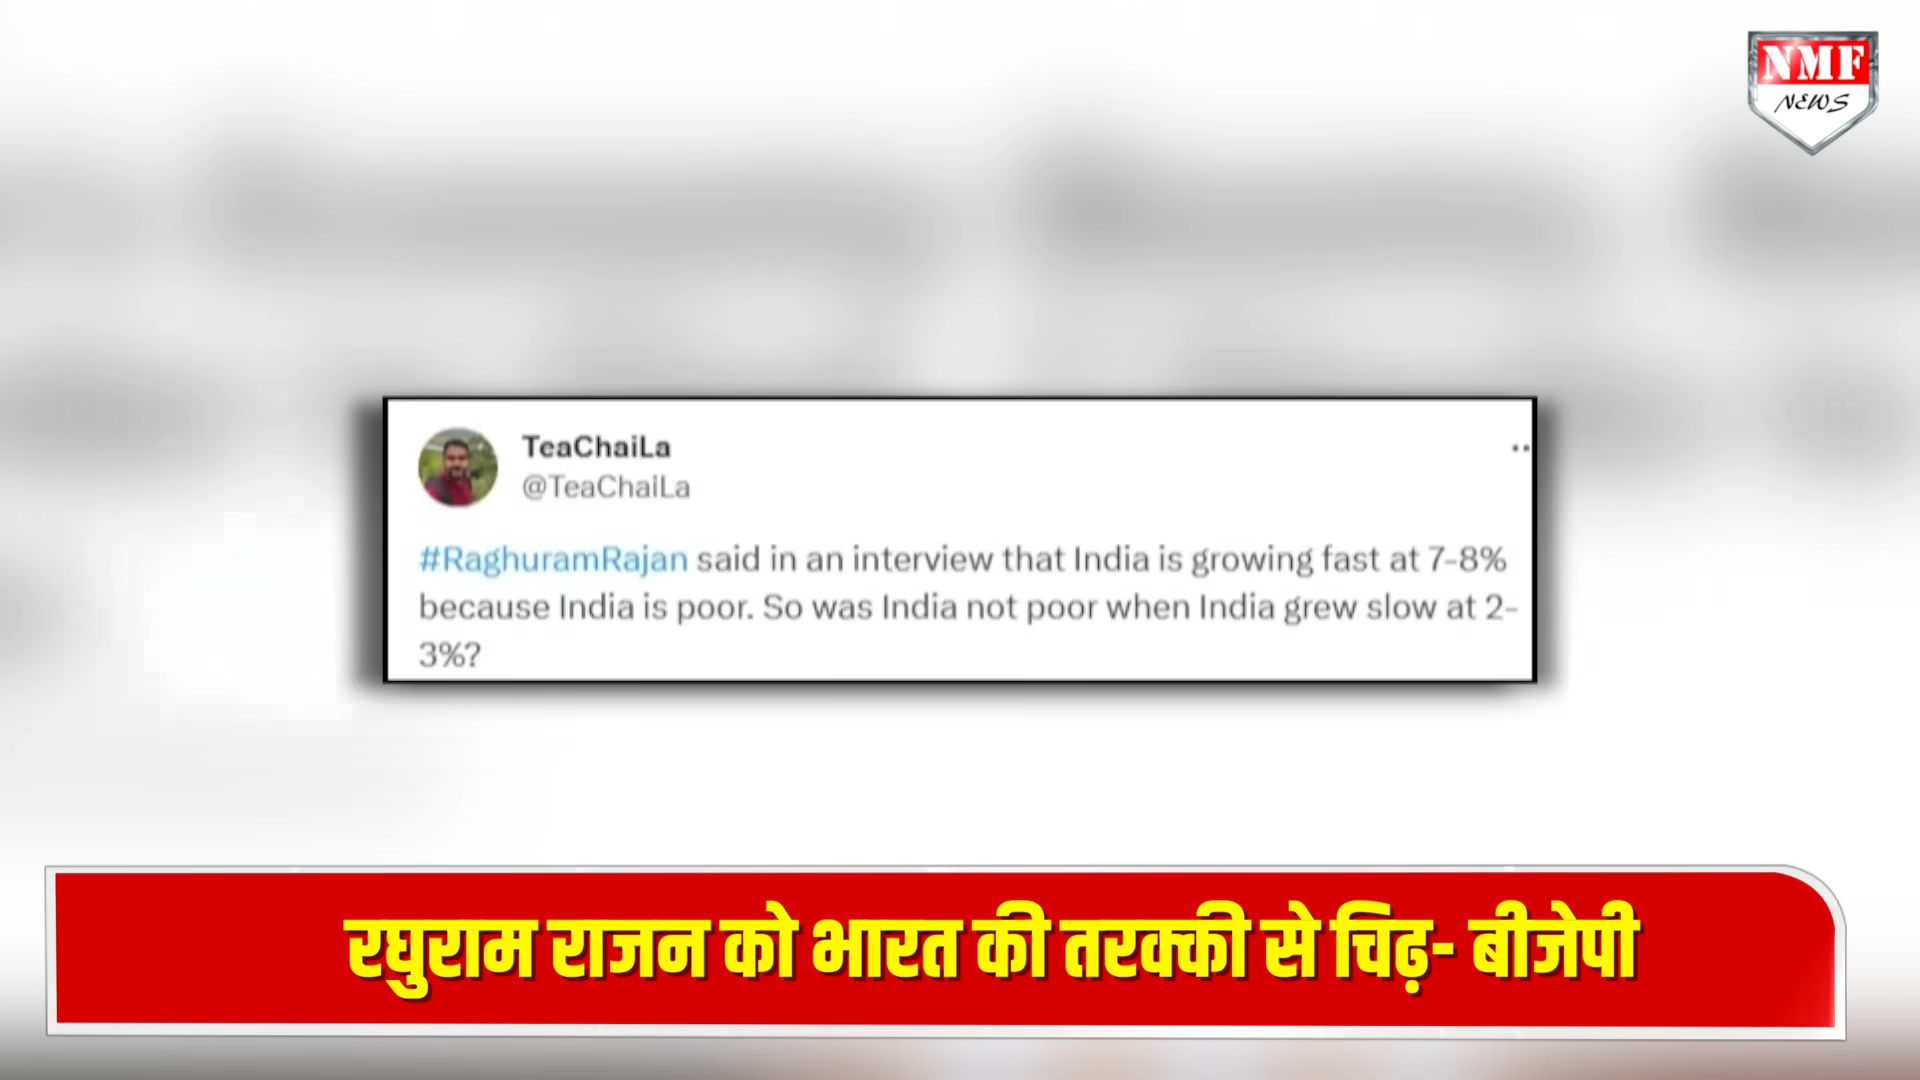 NMF
NEWS
TeaChaiLa
@TeaChaiLa
#RaghuramRajan said in an interview that India is growing fast at 7-8%
because India is poor. So was India not poor when India grew slow at 2-
3%?
रघुराम राजन को भारत की तरक्की से चिढ़- बीजेपी